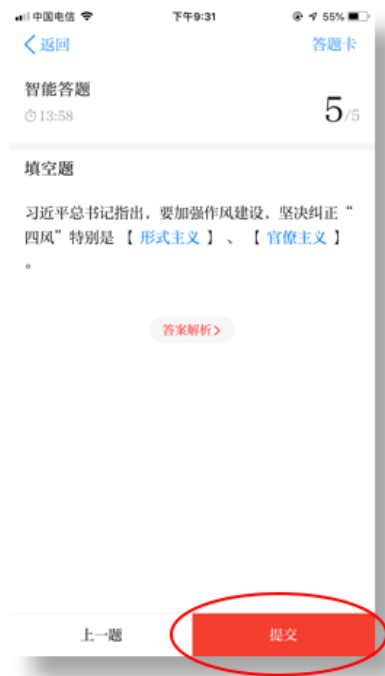 中国电信 下午9:31 55%
返回 答题卡
智能答题
13:58 5/5
填空题
习近平总书记指出，要加强作风建设，坚决纠正“
四风”特别是【 形式主义 】、【 官僚主义 】
。
答案解析>
上一题 提交